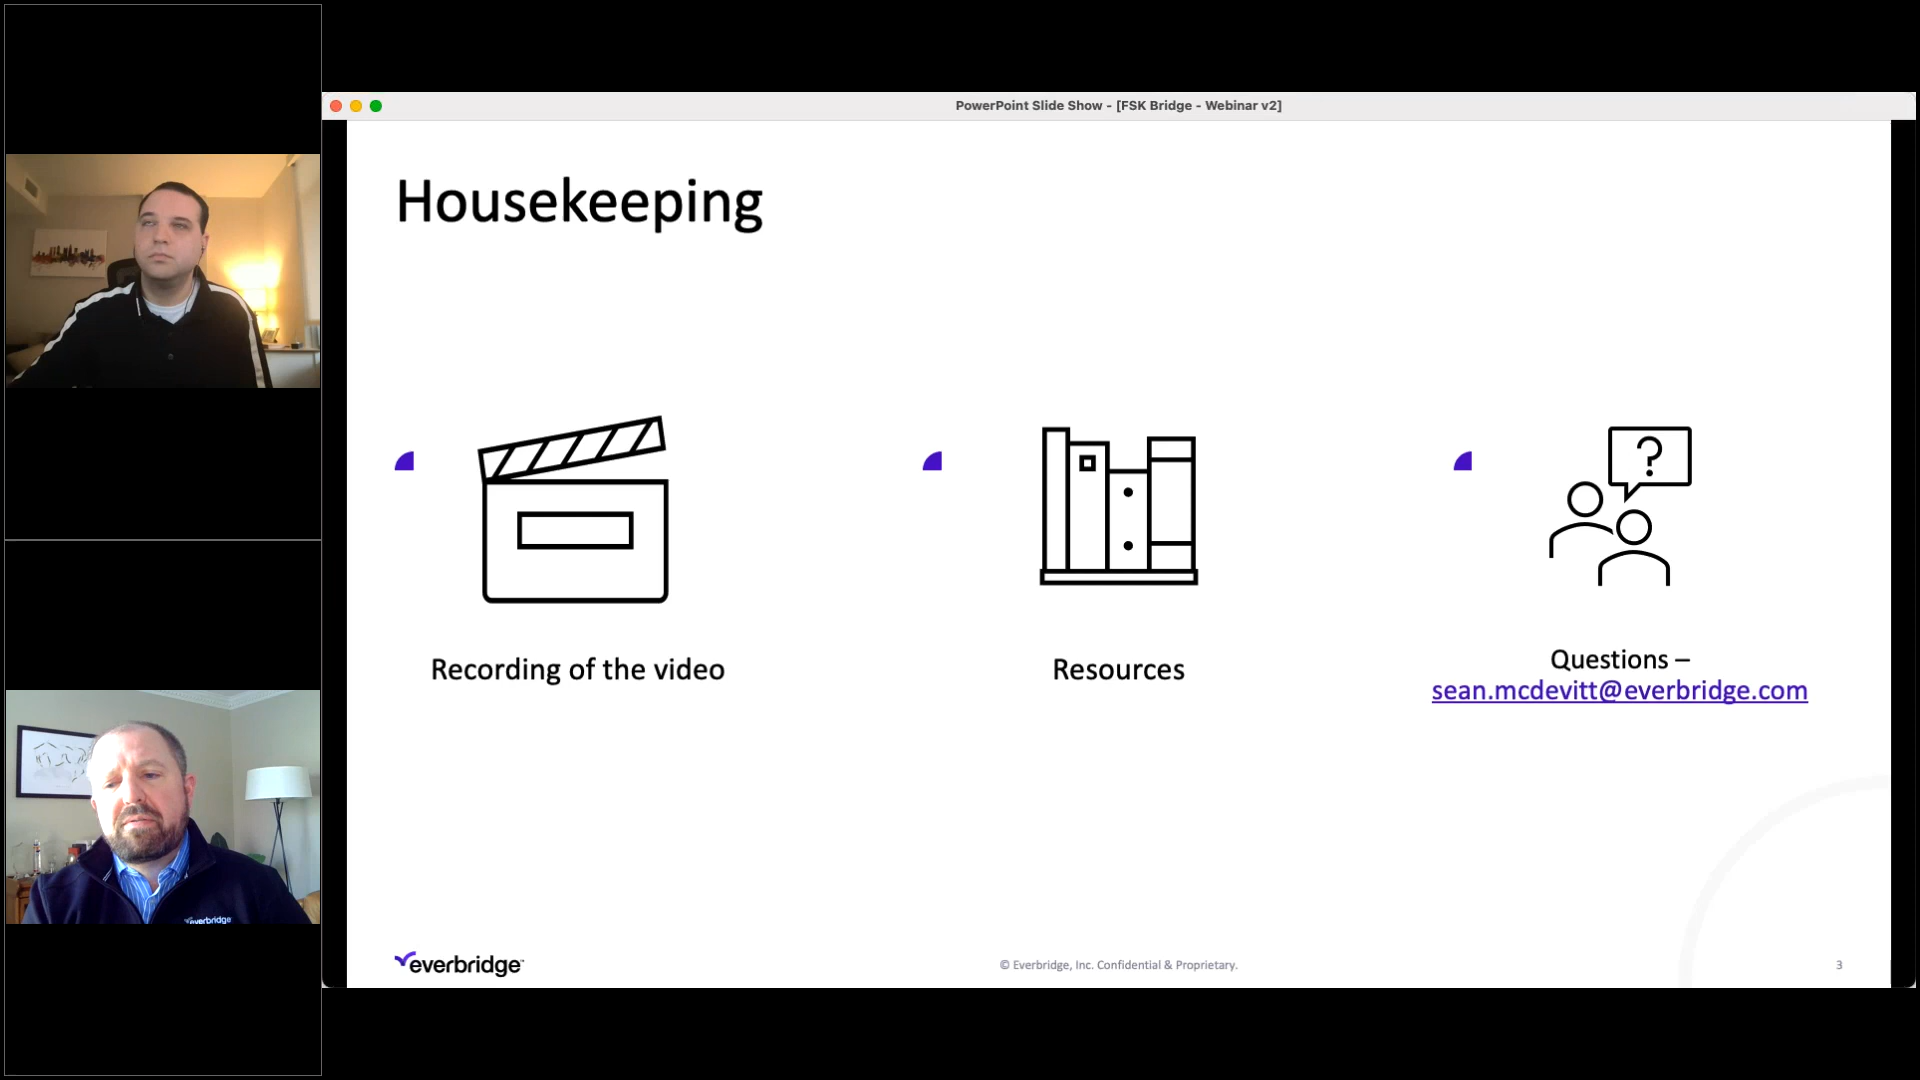 PowerPoint Slide Show - [FSK Bridge - Webinar v2]
Housekeeping
?
Recording of the video
Resources
Questions –
sean.mcdevitt@everbridge.com
everbridge
everbridge™
© Everbridge, Inc. Confidential & Proprietary.
3